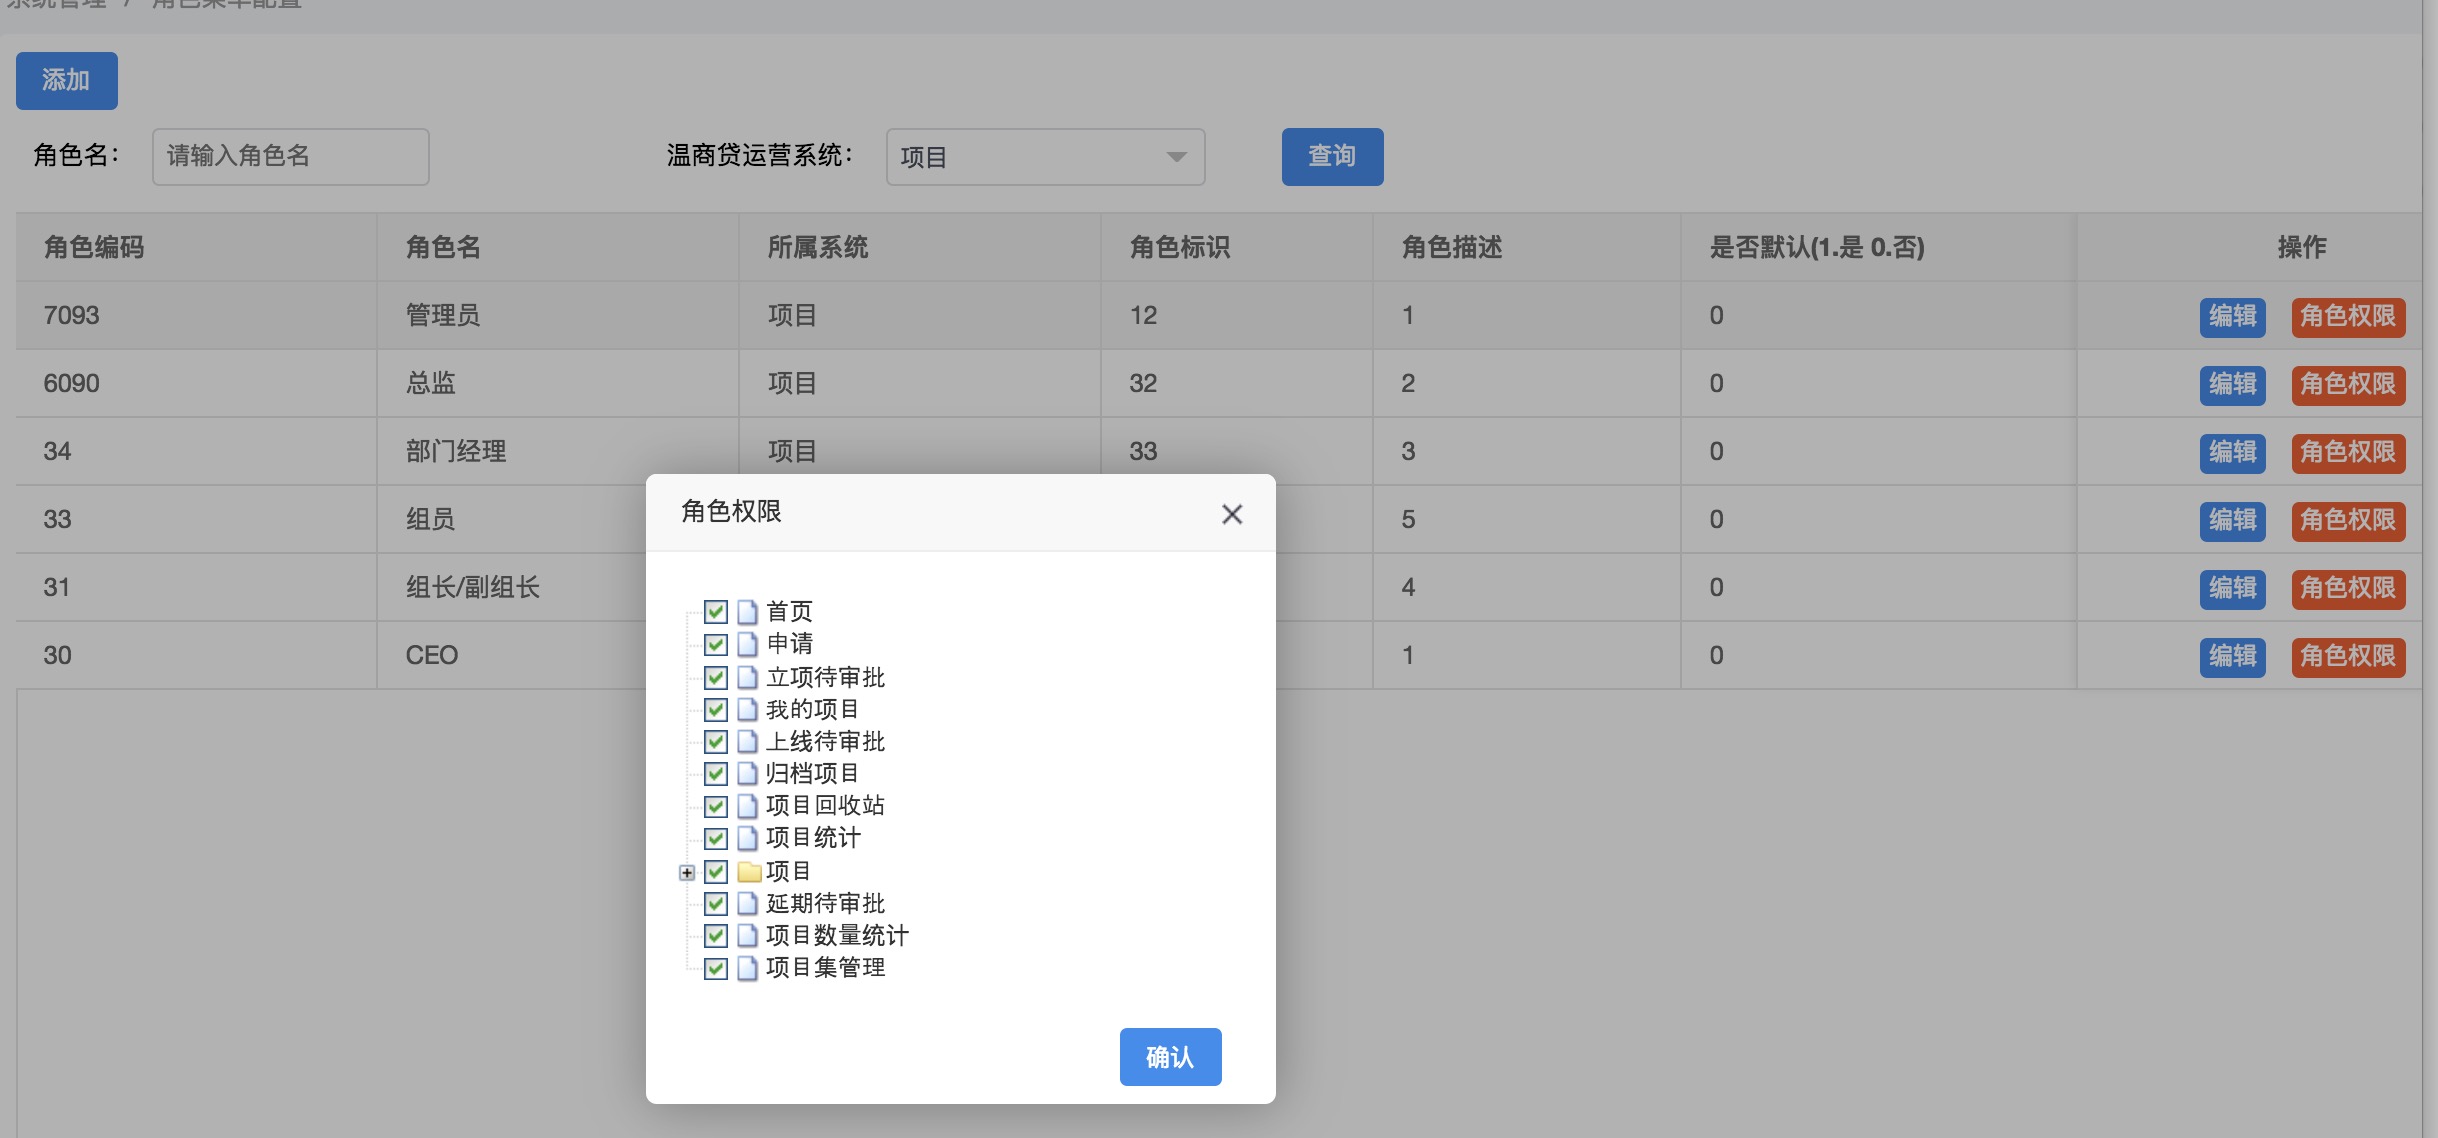 系统管理 / 角色菜单配置
添加
角色名： 请输入角色名 温商贷运营系统： 项目 查询
角色编码 角色名 所属系统 角色标识 角色描述 是否默认(1.是 0.否) 操作
7093 管理员 项目 12 1 0 编辑 角色权限
6090 总监 项目 32 2 0 编辑 角色权限
34 部门经理 项目 33 3 0 编辑 角色权限
33 组员 5 0 编辑 角色权限
31 组长/副组长 4 0 编辑 角色权限
30 CEO 1 0 编辑 角色权限
角色权限
首页
申请
立项待审批
我的项目
上线待审批
归档项目
项目回收站
项目统计
项目
延期待审批
项目数量统计
项目集管理
确认